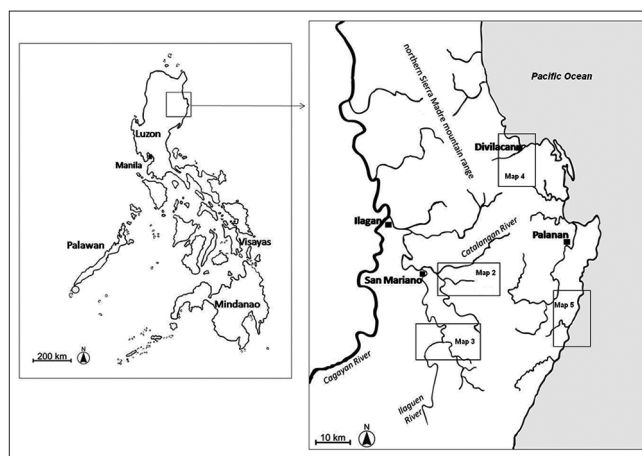 Luzon
Manila
Palawan
Visayas
Mindanao
200 km
N
northern Sierra Madre mountain range
Pacific Ocean
Divilacan
Map 4
Ilagan
Catalangan River
Palanan
San Mariano
Map 2
Map 5
Map 3
Cagayan River
Ilaguen
River
10 km
N